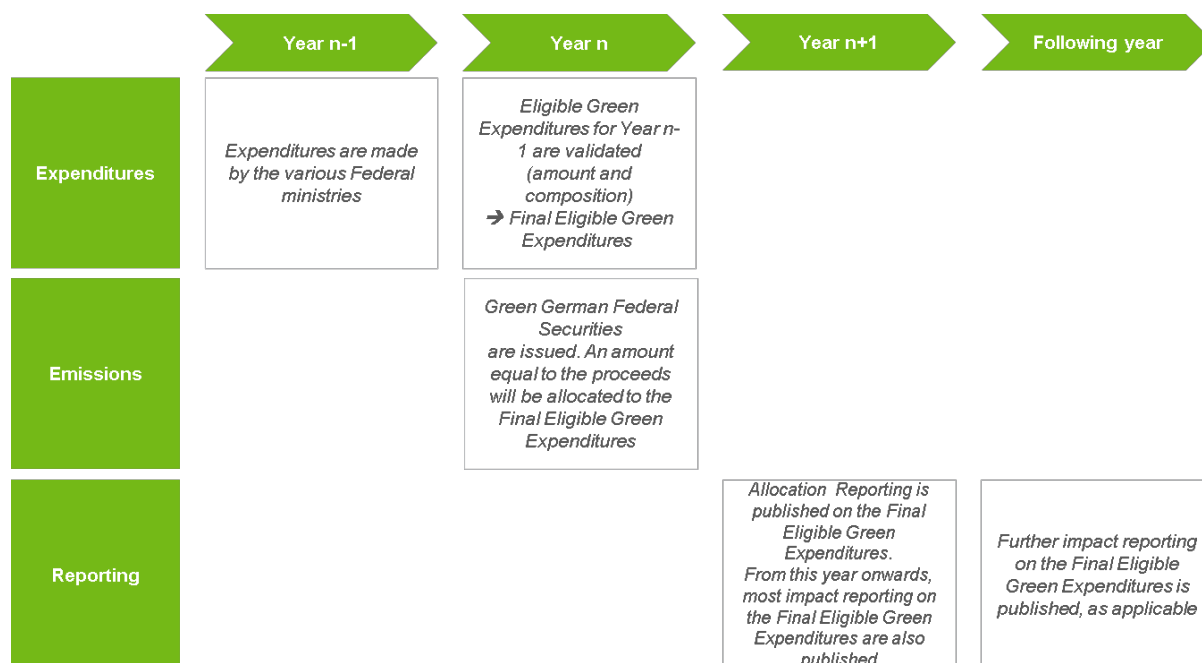 Year n-1
Year n
Year n+1
Following year
Expenditures
Expenditures are made
by the various Federal
ministries
Eligible Green
Expenditures for Year n-
1 are validated
(amount and
composition)
➔ Final Eligible Green
Expenditures
Emissions
Green German Federal
Securities
are issued. An amount
equal to the proceeds
will be allocated to the
Final Eligible Green
Expenditures
Reporting
Allocation Reporting is
published on the Final
Eligible Green
Expenditures.
From this year onwards,
most impact reporting on
the Final Eligible Green
Expenditures are also
published
Further impact reporting
on the Final Eligible
Green Expenditures is
published, as applicable